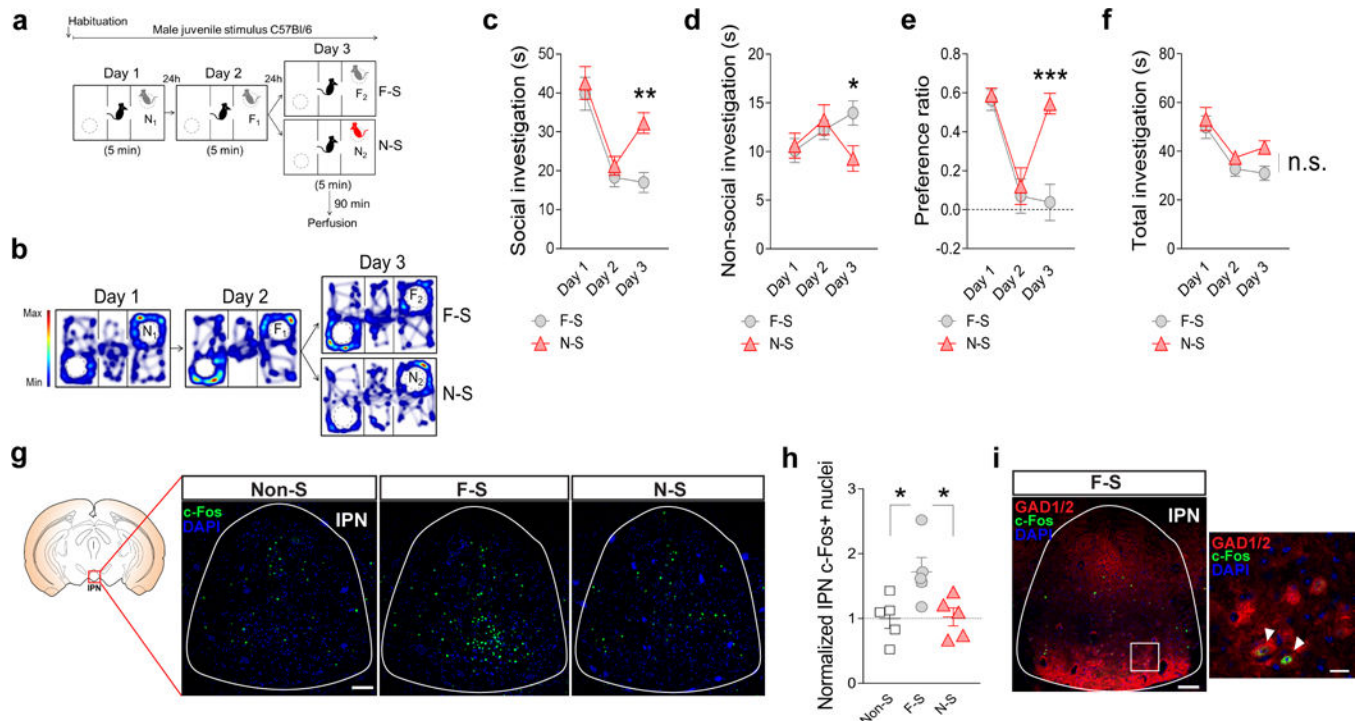 a
Habituation
Male juvenile stimulus C57Bl/6
Day 1
24h
Day 2
24h
Day 3
N1
F1
F2
F-S
N2
N-S
(5 min)
(5 min)
(5 min)
90 min
Perfusion
b
Max
Min
Day 1
Day 2
Day 3
N1
F1
F2
F-S
N2
N-S
c
Social investigation (s)
50
40
30
20
10
0
**
Day 1
Day 2
Day 3
F-S
N-S
d
Non-social investigation (s)
20
15
10
5
0
*
Day 1
Day 2
Day 3
F-S
N-S
e
Preference ratio
0.8
0.6
0.4
0.2
0.0
-0.2
***
Day 1
Day 2
Day 3
F-S
N-S
f
Total investigation (s)
100
80
60
40
20
0
n.s.
Day 1
Day 2
Day 3
F-S
N-S
g
IPN
Non-S
c-Fos
DAPI
IPN
F-S
N-S
h
Normalized IPN c-Fos+ nuclei
3
2
1
0
* *
Non-S
F-S
N-S
i
F-S
GAD1/2
c-Fos
DAPI
IPN
GAD1/2
c-Fos
DAPI